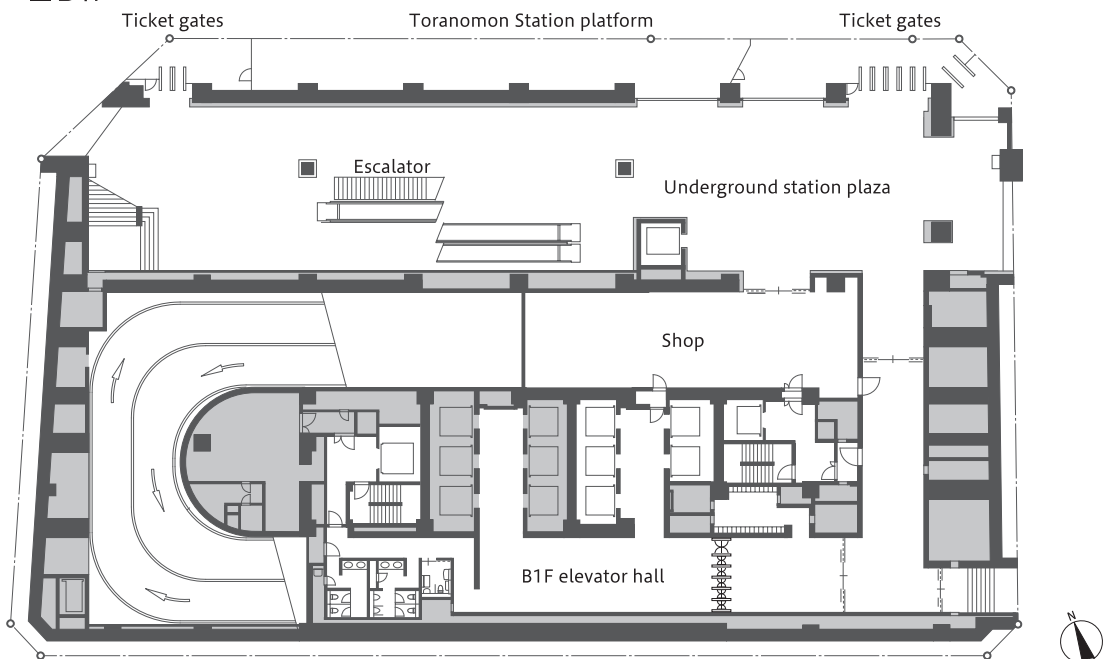 Ticket gates
Toranomon Station platform
Ticket gates
Escalator
Underground station plaza
Shop
B1F elevator hall
N